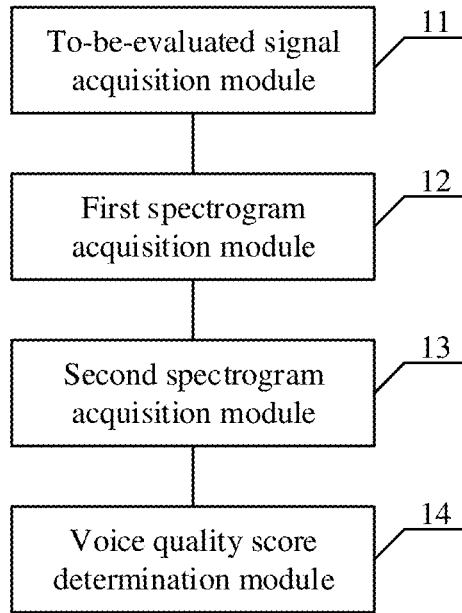 To-be-evaluated signal
acquisition module
11
First spectrogram
acquisition module
12
Second spectrogram
acquisition module
13
Voice quality score
determination module
14